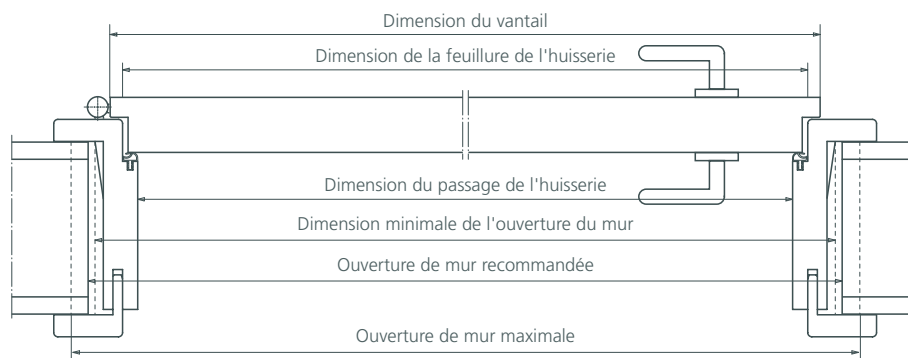 Dimension du vantail
Dimension de la feuillure de l'huisserie
Dimension du passage de l'huisserie
Dimension minimale de l'ouverture du mur
Ouverture de mur recommandée
Ouverture de mur maximale